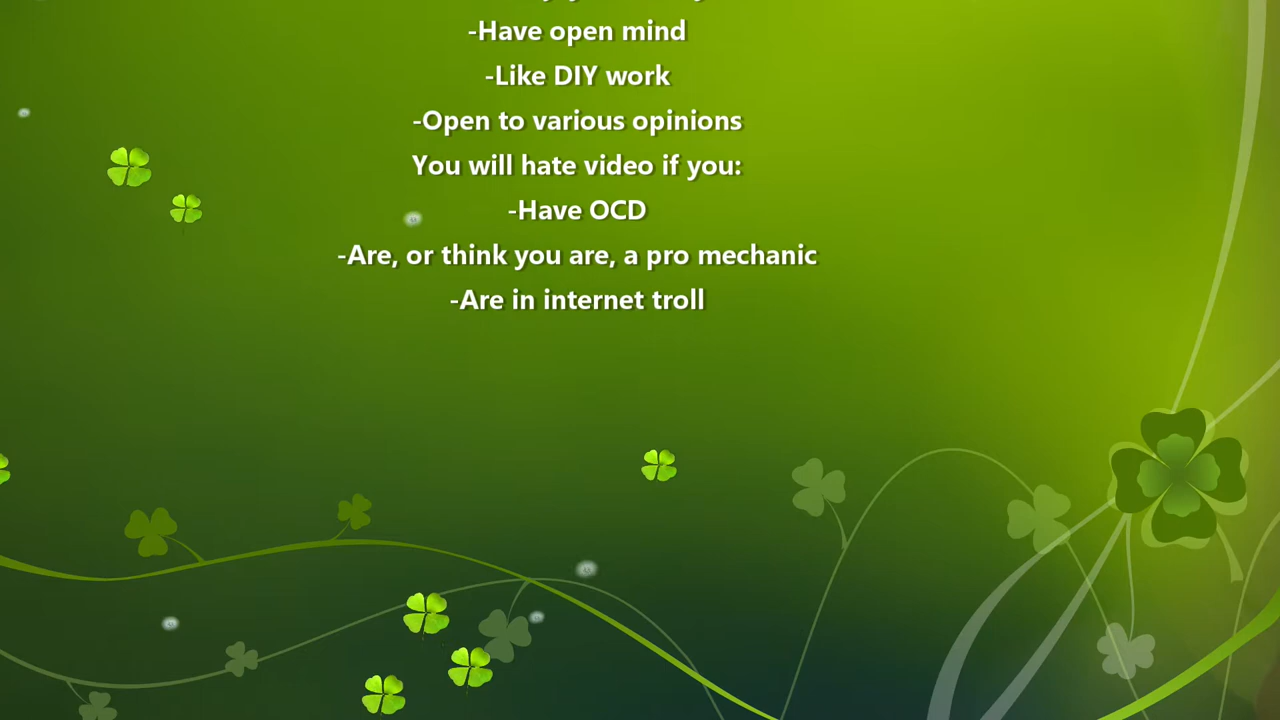 -Have open mind
-Like DIY work
-Open to various opinions
You will hate video if you:
-Have OCD
-Are, or think you are, a pro mechanic
-Are in internet troll